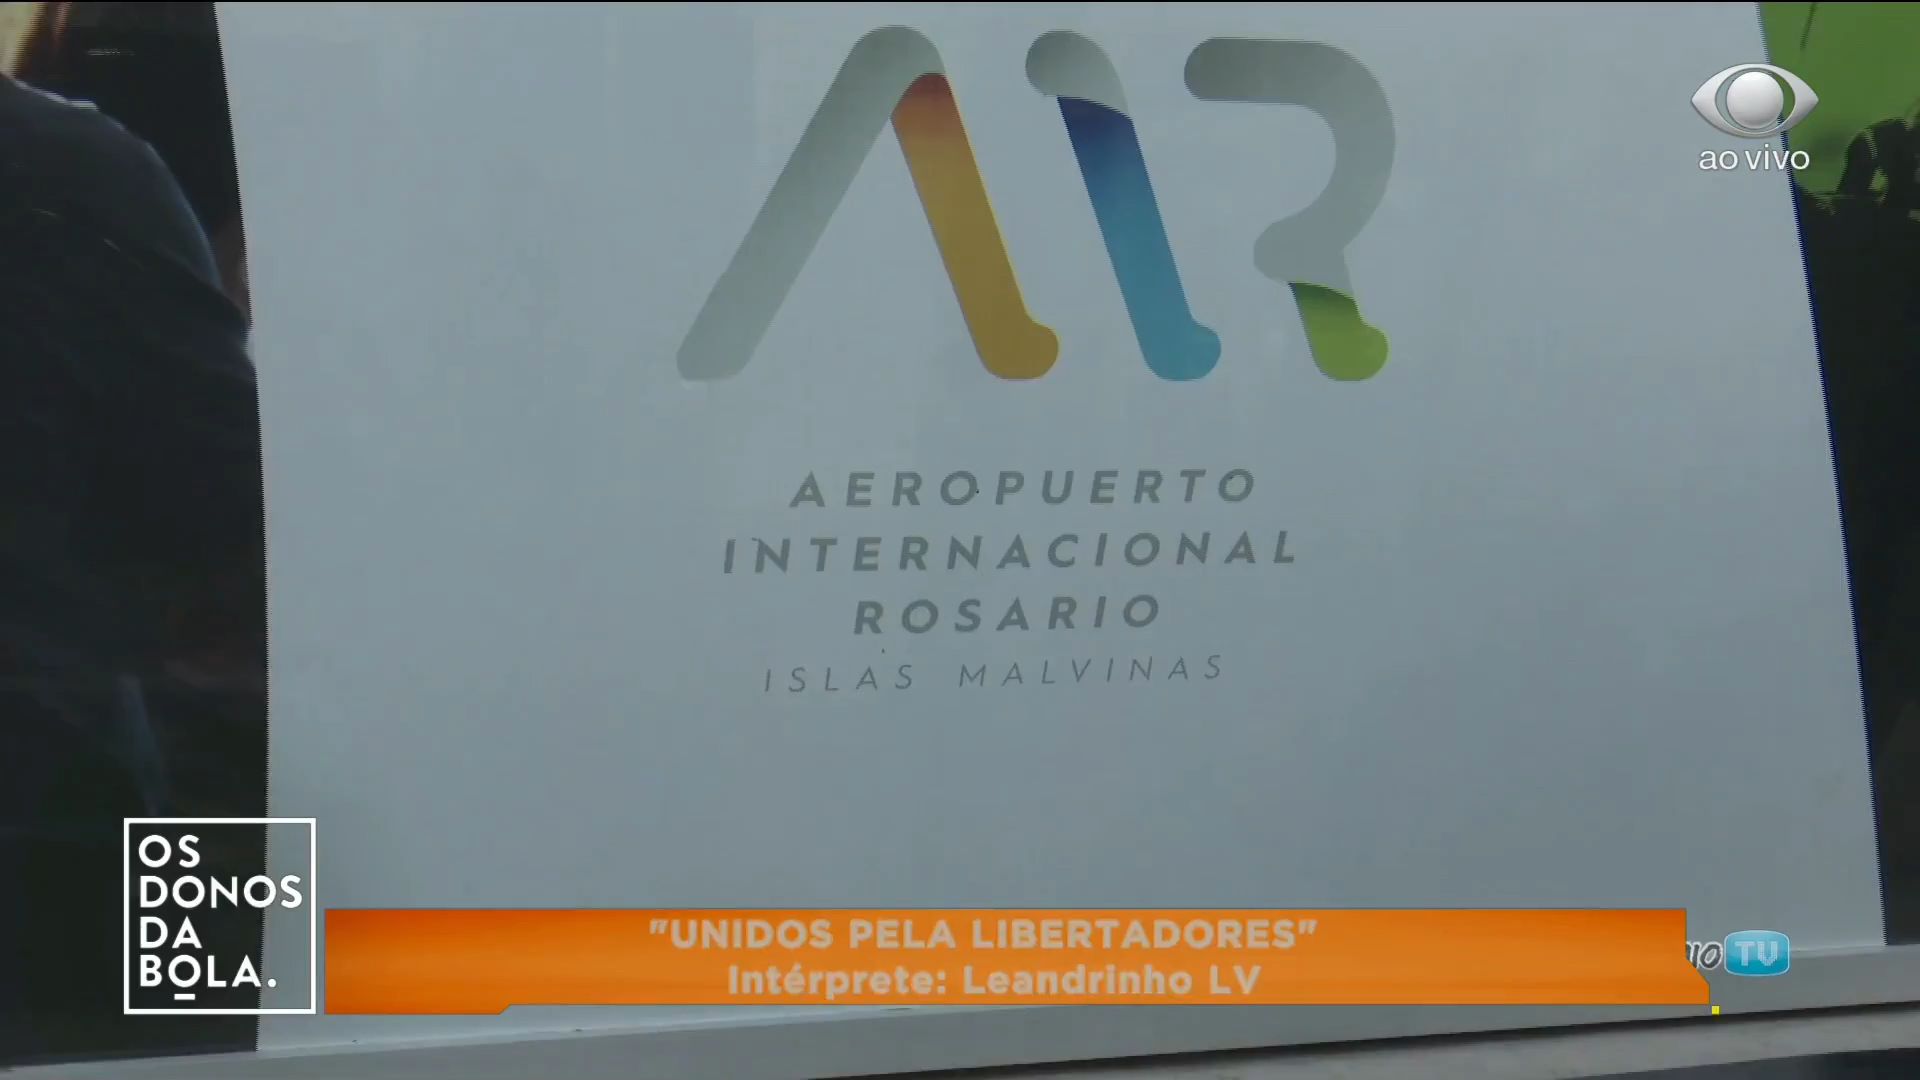 AIR
ao vivo
AEROPUERTO
INTERNACIONAL
ROSARIO
ISLAS MALVINAS
OS
DONOS
DA
BOLA.
"UNIDOS PELA LIBERTADORES"
Intérprete: Leandrinho LV
TV